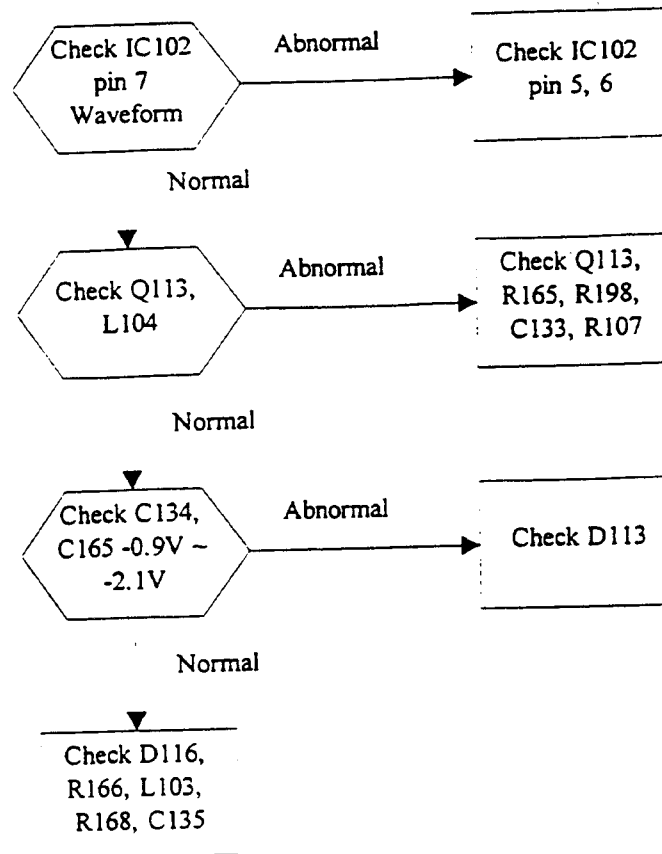 Check IC102
pin 7
Waveform
Abnormal
Check IC102
pin 5, 6
Normal
Check Q113,
L104
Abnormal
Check Q113,
R165, R198,
C133, R107
Normal
Check C134,
C165 -0.9V ~
-2.1V
Abnormal
Check D113
Normal
Check D116,
R166, L103,
R168, C135